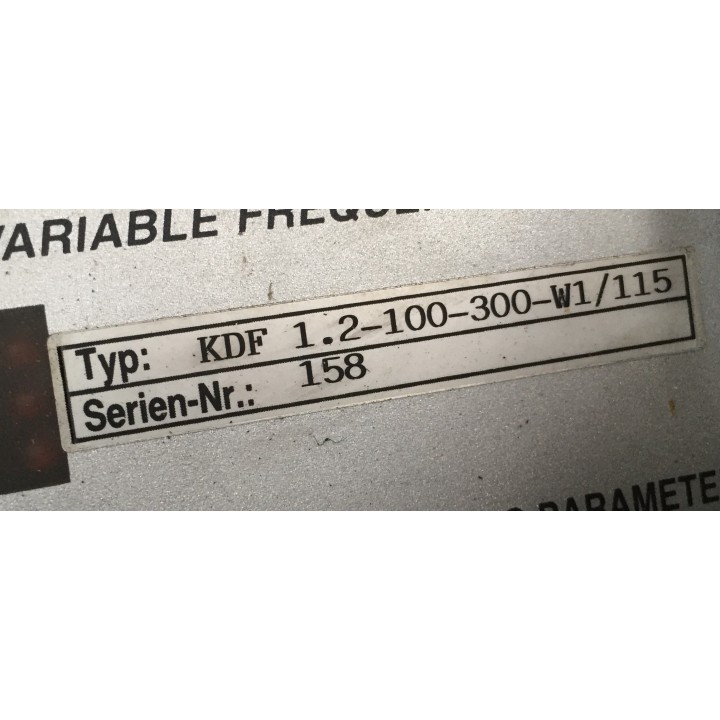 VARIABLE
Typ: KDF 1.2-100-300-W1/115
Serien-Nr.: 158